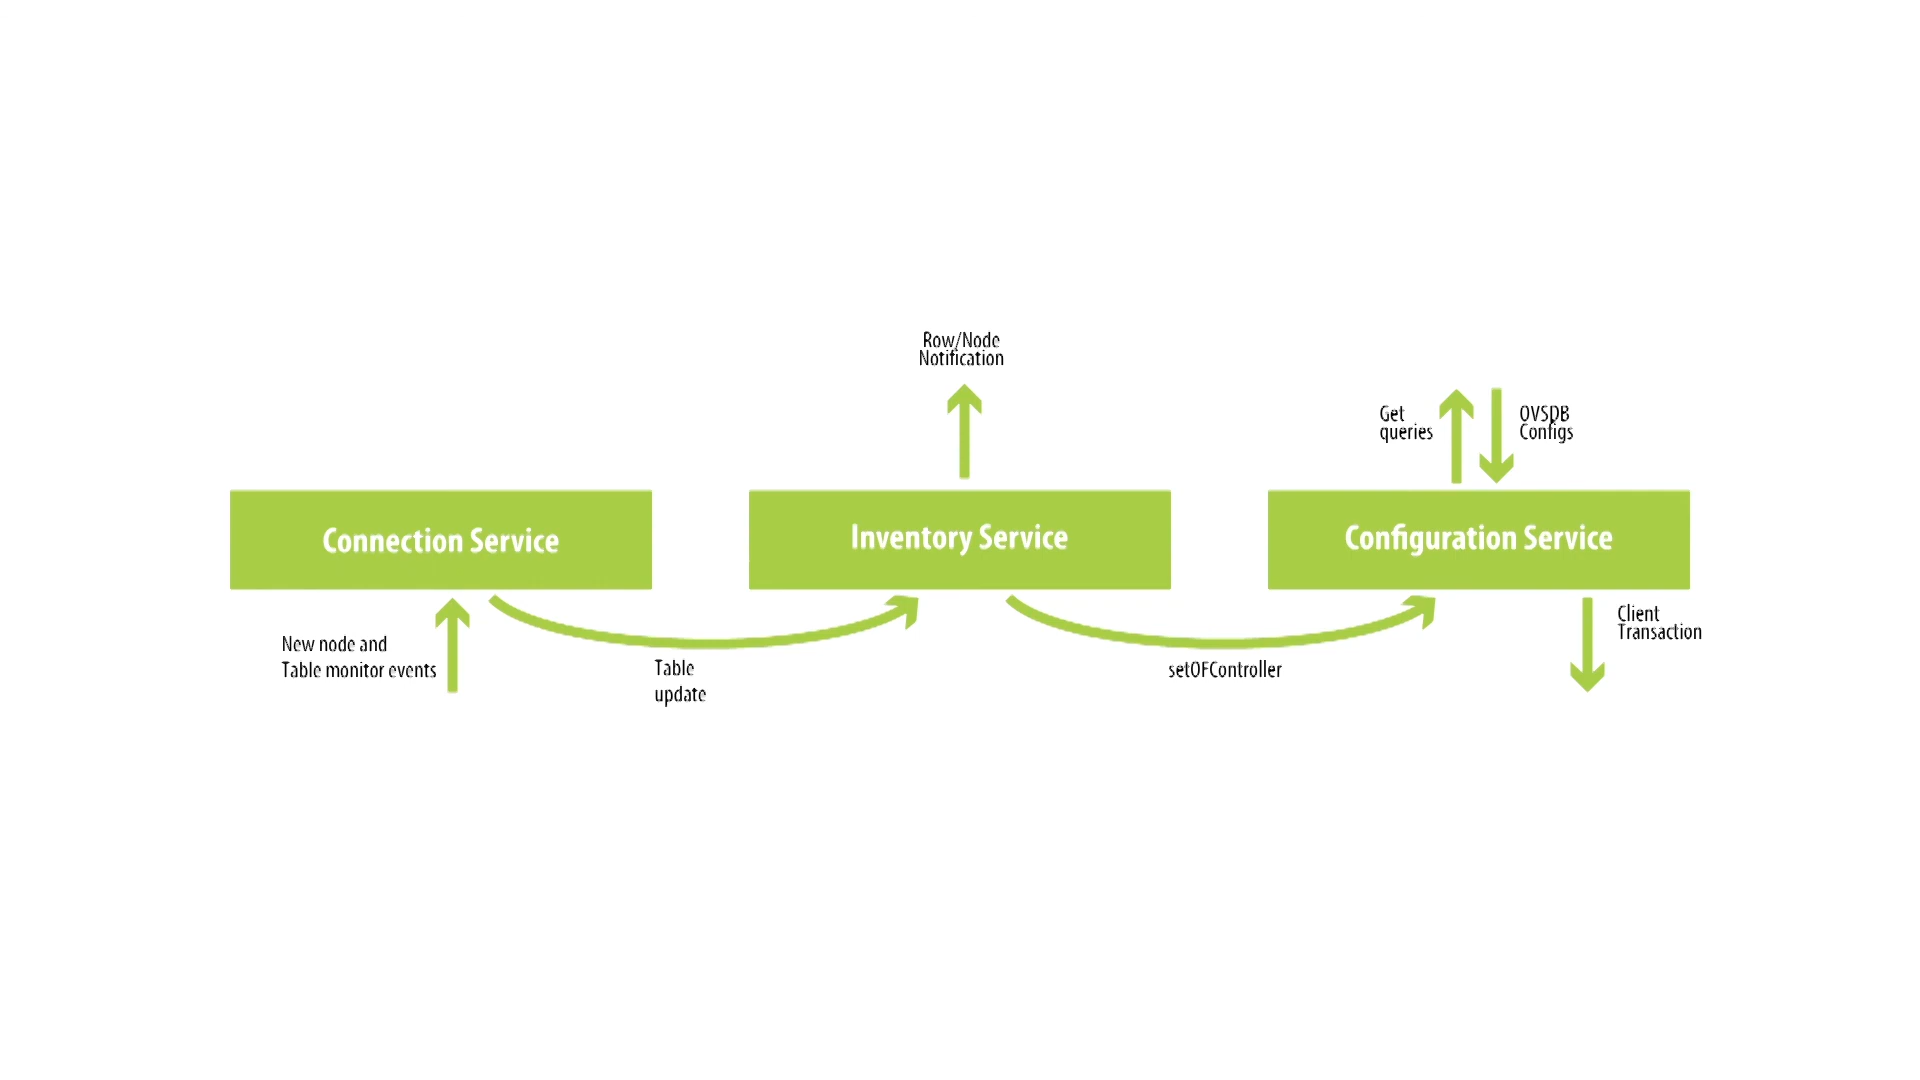 Row/Node
Notification
Get
queries
OVSDB
Configs
Connection Service
Inventory Service
Configuration Service
New node and
Table monitor events
Table
update
setOFController
Client
Transaction